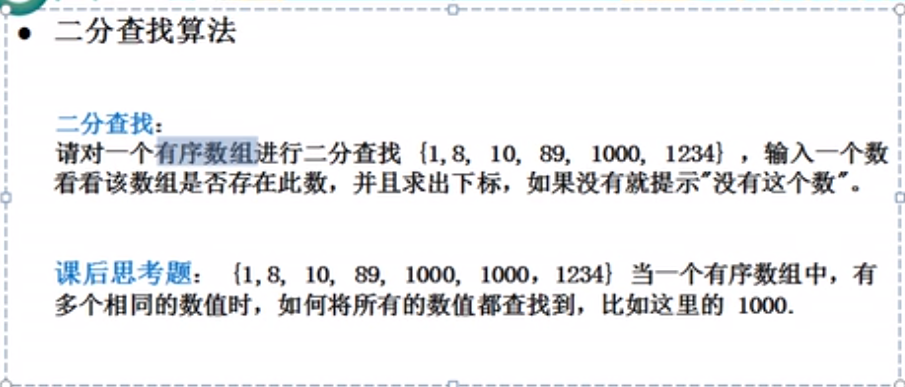 • 二分查找算法
二分查找：
请对一个有序数组进行二分查找 {1,8, 10, 89, 1000, 1234} ，输入一个数
看看该数组是否存在此数，并且求出下标，如果没有就提示"没有这个数"。
课后思考题： {1,8, 10, 89, 1000, 1000，1234} 当一个有序数组中，有
多个相同的数值时，如何将所有的数值都查找到，比如这里的 1000.